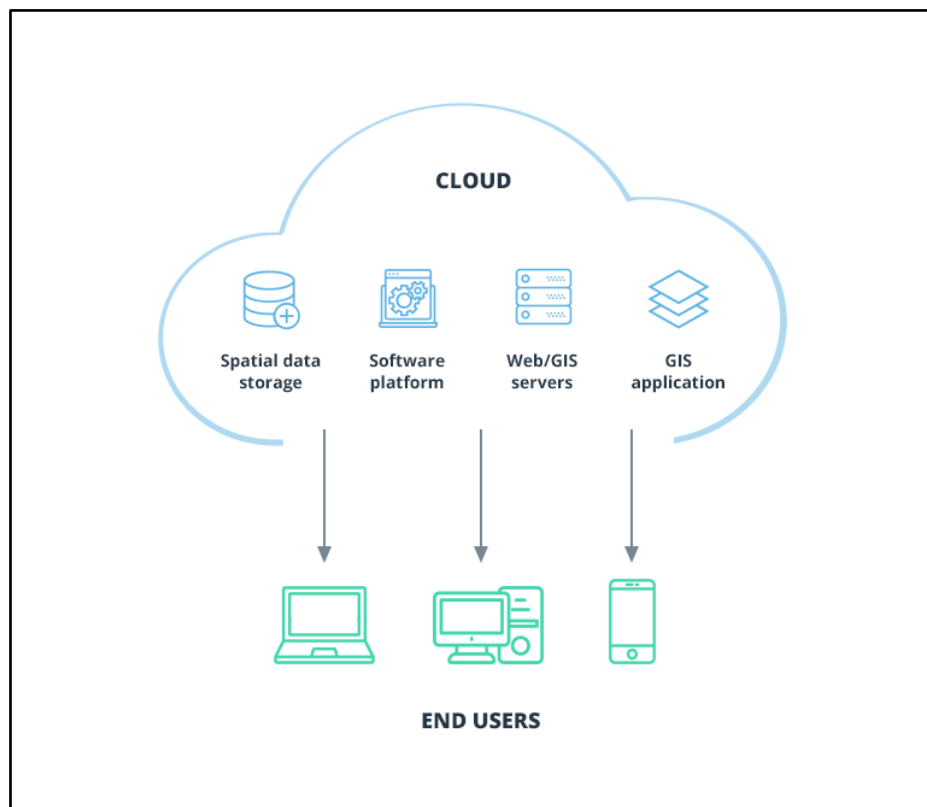 CLOUD
Spatial data
storage
Software
platform
Web/GIS
servers
GIS
application
END USERS